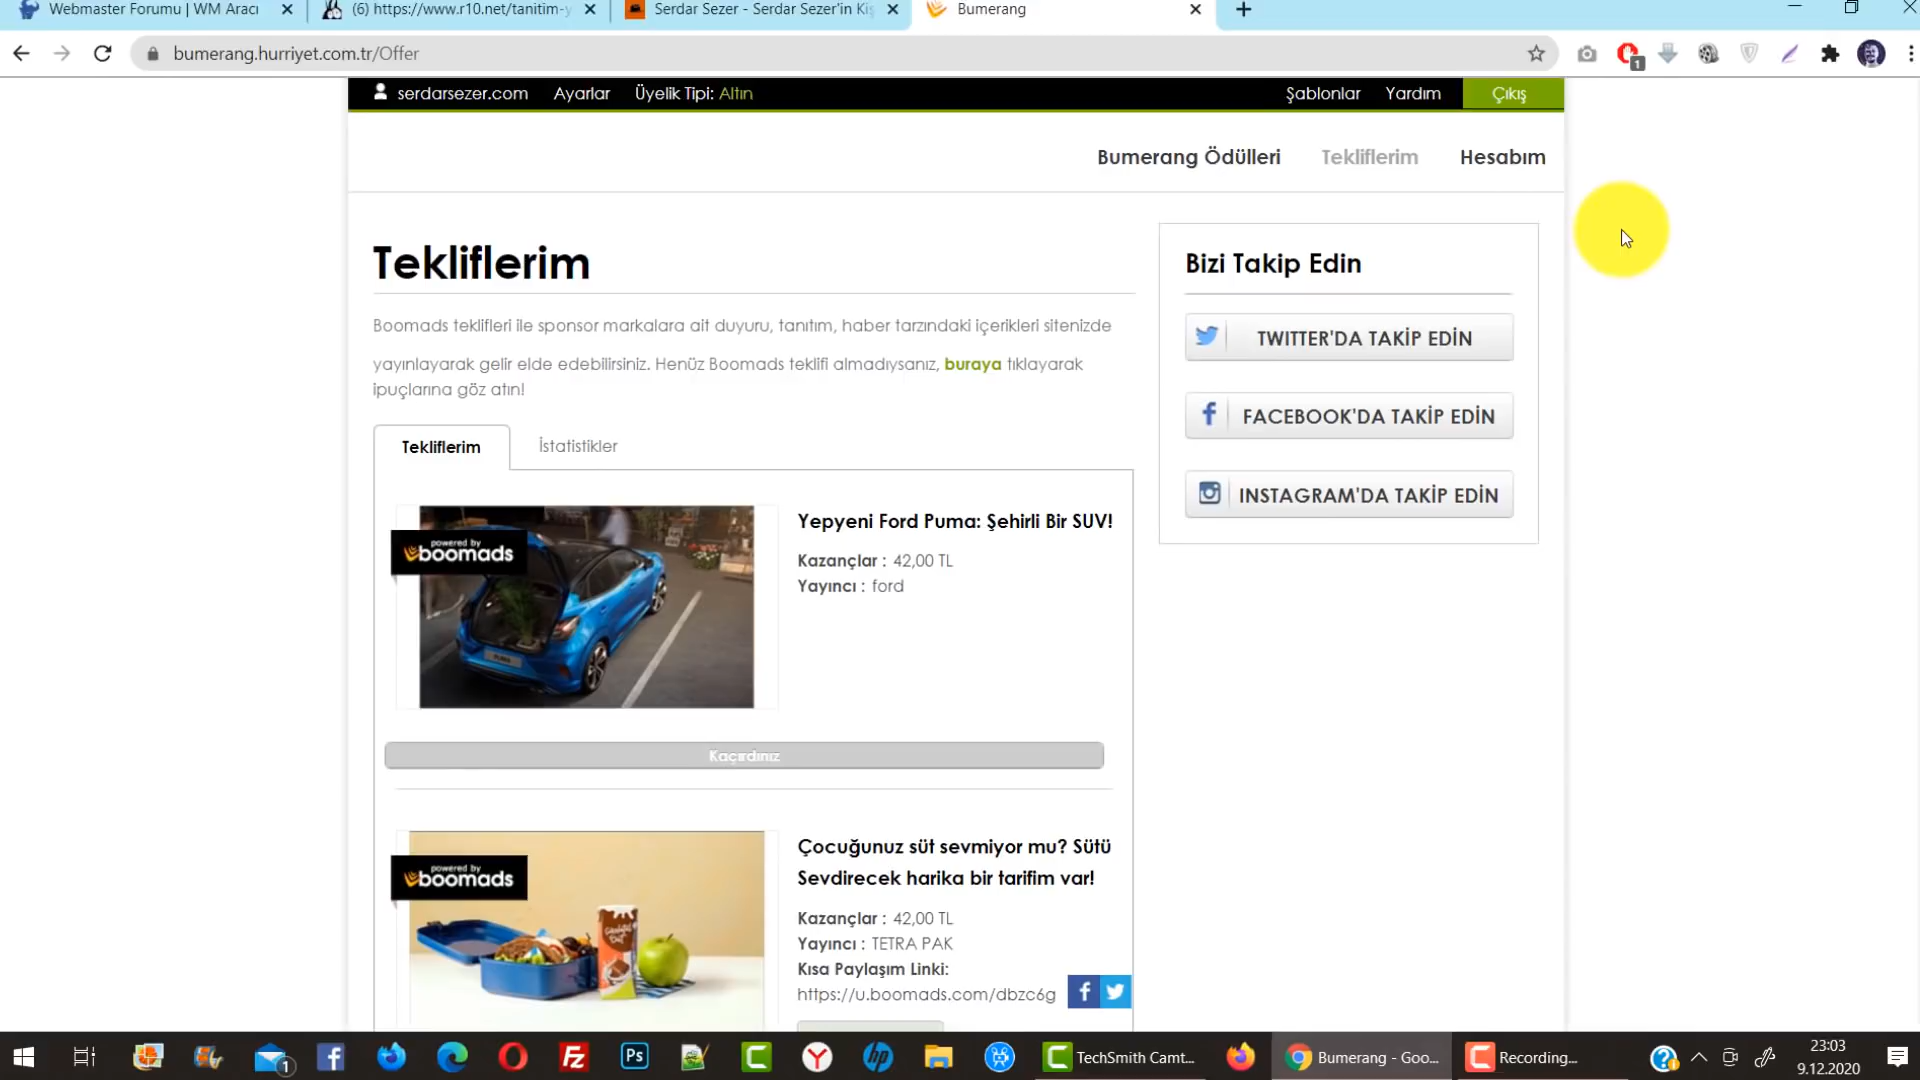 Webmaster Forumu | WM Aracı
(6) https://www.r10.net/tanitim-y
Serdar Sezer - Serdar Sezer'in Kiş
Bumerang
bumerang.hurriyet.com.tr/Offer
1
serdarsezer.com Ayarlar Üyelik Tipi: Altın Şablonlar Yardım Çıkış
Bumerang Ödülleri Tekliflerim Hesabım
Tekliflerim
Boomads teklifleri ile sponsor markalara ait duyuru, tanıtım, haber tarzındaki içerikleri sitenizde
yayınlayarak gelir elde edebilirsiniz. Henüz Boomads teklifi almadıysanız, buraya tıklayarak
ipuçlarına göz atın!
Bizi Takip Edin
TWITTER'DA TAKİP EDİN
FACEBOOK'DA TAKİP EDİN
INSTAGRAM'DA TAKİP EDİN
Tekliflerim İstatistikler
powered by
boomads
Yepyeni Ford Puma: Şehirli Bir SUV!
Kazançlar : 42,00 TL
Yayıncı : ford
Kaçırdınız
powered by
boomads
Çocuğunuz süt sevmiyor mu? Sütü
Sevdirecek harika bir tarifim var!
Kazançlar : 42,00 TL
Yayıncı : TETRA PAK
Kısa Paylaşım Linki:
https://u.boomads.com/dbzc6g
1
Fz
Ps
TechSmith Camt...
Bumerang - Goo...
Recording...
23:03
9.12.2020